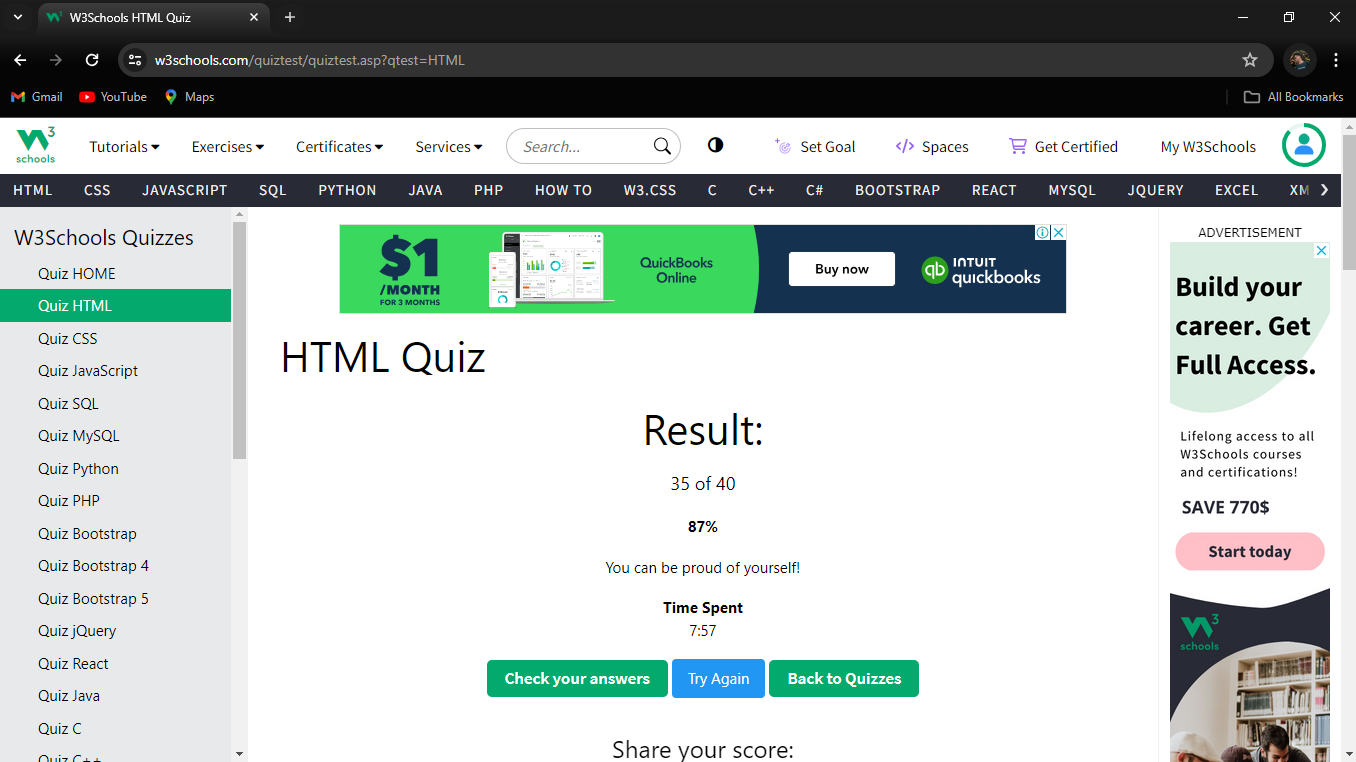 W3Schools HTML Quiz
w3schools.com/quiztest/quiztest.asp?qtest=HTML
Gmail YouTube Maps All Bookmarks
W3 schools Tutorials Exercises Certificates Services Search... Set Goal Spaces Get Certified My W3Schools
HTML CSS JAVASCRIPT SQL PYTHON JAVA PHP HOW TO W3.CSS C C++ C# BOOTSTRAP REACT MYSQL JQUERY EXCEL XM
W3Schools Quizzes
Quiz HOME
Quiz HTML
Quiz CSS
Quiz JavaScript
Quiz SQL
Quiz MySQL
Quiz Python
Quiz PHP
Quiz Bootstrap
Quiz Bootstrap 4
Quiz Bootstrap 5
Quiz jQuery
Quiz React
Quiz Java
Quiz C
Quiz C++
$1
/MONTH
FOR 3 MONTHS
QuickBooks
Online
Buy now
qb INTUIT
quickbooks
HTML Quiz
Result:
35 of 40
87%
You can be proud of yourself!
Time Spent
7:57
Check your answers Try Again Back to Quizzes
Share your score:
ADVERTISEMENT
Build your
career. Get
Full Access.
Lifelong access to all
W3Schools courses
and certifications!
SAVE 770$
Start today
W3
schools